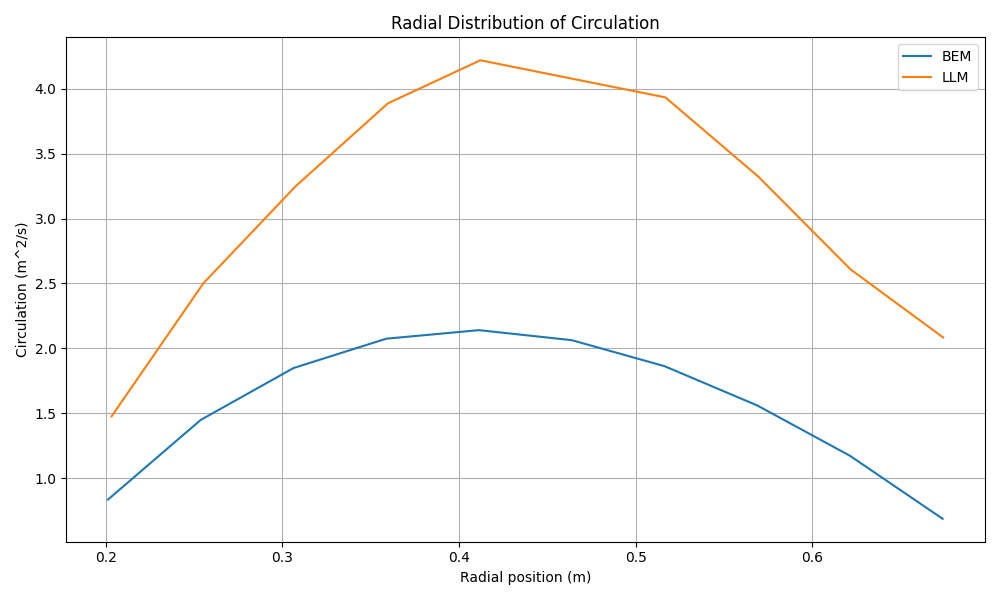 Radial Distribution of Circulation
BEM
LLM
Circulation (m^2/s)
4.0
3.5
3.0
2.5
2.0
1.5
1.0
0.2
0.3
0.4
0.5
0.6
Radial position (m)